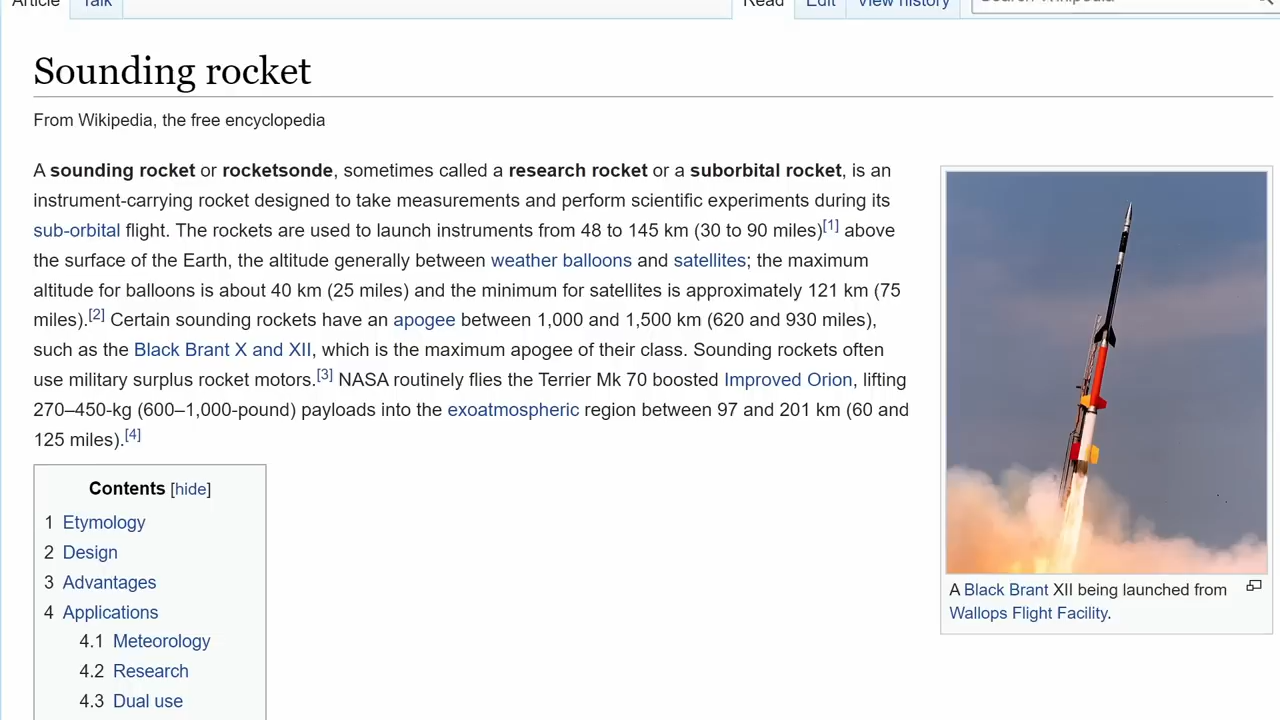 Article Talk Read Edit View history Search Wikipedia
Sounding rocket
From Wikipedia, the free encyclopedia
A sounding rocket or rocketsonde, sometimes called a research rocket or a suborbital rocket, is an
instrument-carrying rocket designed to take measurements and perform scientific experiments during its
sub-orbital flight. The rockets are used to launch instruments from 48 to 145 km (30 to 90 miles)[1] above
the surface of the Earth, the altitude generally between weather balloons and satellites; the maximum
altitude for balloons is about 40 km (25 miles) and the minimum for satellites is approximately 121 km (75
miles).[2] Certain sounding rockets have an apogee between 1,000 and 1,500 km (620 and 930 miles),
such as the Black Brant X and XII, which is the maximum apogee of their class. Sounding rockets often
use military surplus rocket motors.[3] NASA routinely flies the Terrier Mk 70 boosted Improved Orion, lifting
270–450-kg (600–1,000-pound) payloads into the exoatmospheric region between 97 and 201 km (60 and
125 miles).[4]
A Black Brant XII being launched from
Wallops Flight Facility.
Contents [hide]
1 Etymology
2 Design
3 Advantages
4 Applications
4.1 Meteorology
4.2 Research
4.3 Dual use